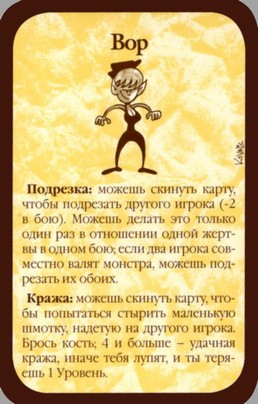 Вор
Подрезка: можешь скинуть карту,
чтобы подрезать другого игрока (-2
в бою). Можешь делать это только
один раз в отношении одной жерт-
вы в одном бою; если два игрока сов-
местно валят монстра, можешь под-
резать их обоих.
Кража: можешь скинуть карту, что-
бы попытаться стырить маленькую
шмотку, надетую на другого игрока.
Брось кость; 4 и больше – удачная
кража, иначе тебя лупят, и ты теря-
ешь 1 Уровень.